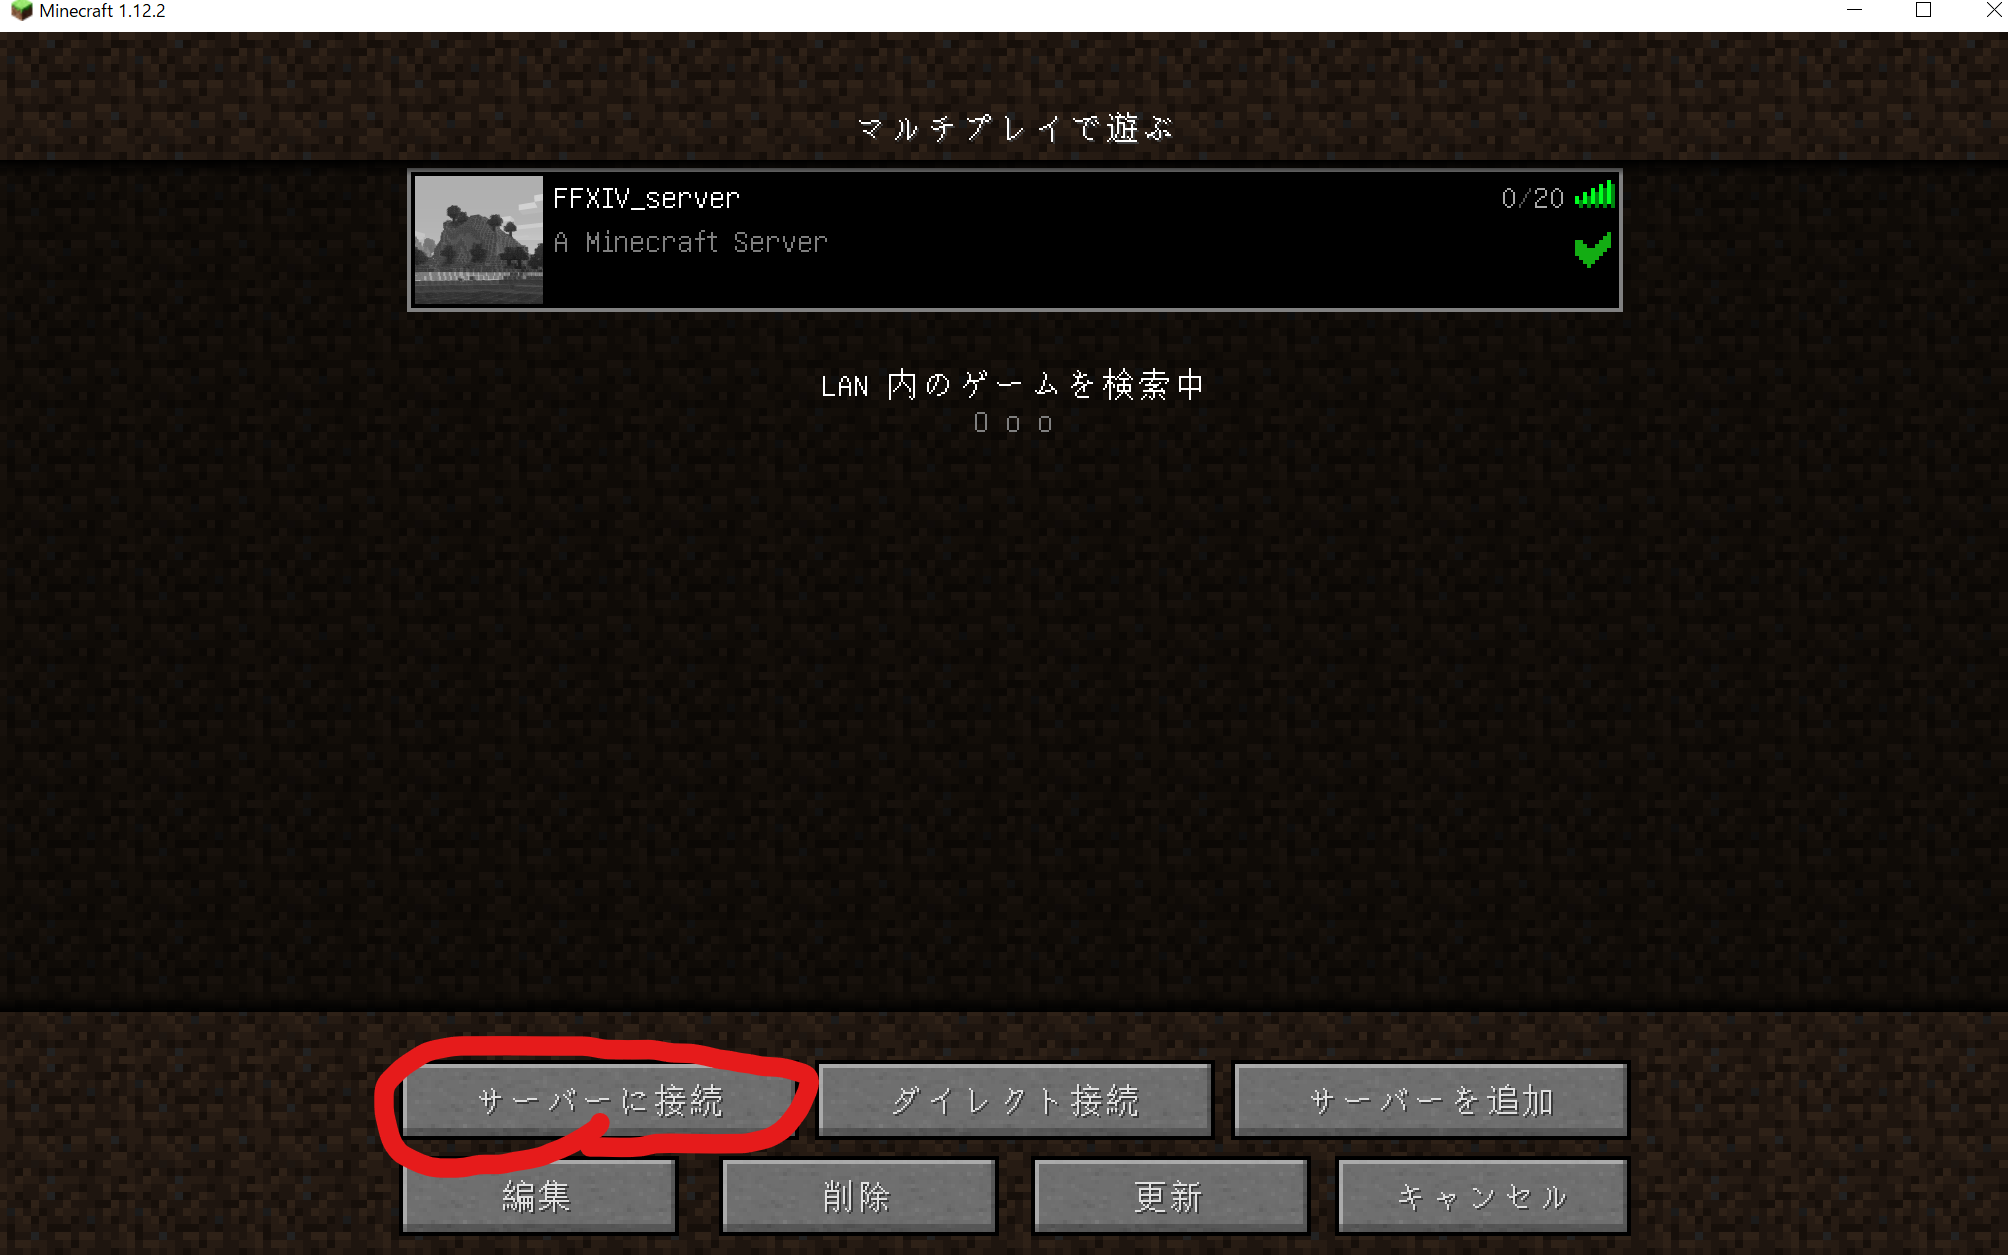 Minecraft 1.12.2
マルチプレイで遊ぶ
FFXIV_server 0/20
A Minecraft Server
LAN 内のゲームを検索中
O o o
サーバーに接続 ダイレクト接続 サーバーを追加
編集 削除 更新 キャンセル